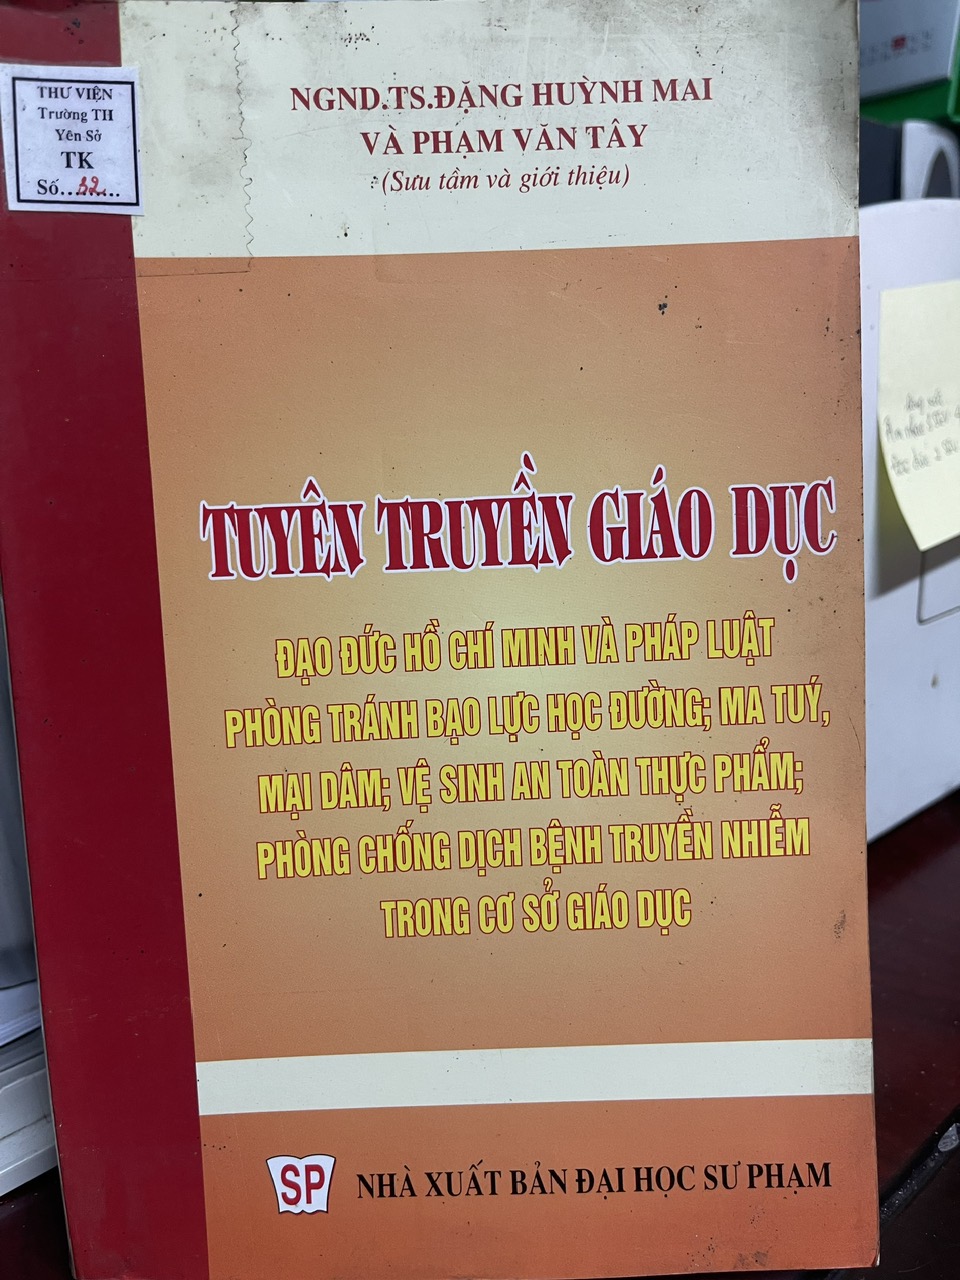 THƯ VIỆN
Trường TH
Yên Sở
TK
Số...32......
NGND.TS.ĐẶNG HUỲNH MAI
VÀ PHẠM VĂN TÂY
(Sưu tầm và giới thiệu)
TUYÊN TRUYỀN GIÁO DỤC
ĐẠO ĐỨC HỒ CHÍ MINH VÀ PHÁP LUẬT
PHÒNG TRÁNH BẠO LỰC HỌC ĐƯỜNG; MA TUÝ,
MẠI DÂM; VỆ SINH AN TOÀN THỰC PHẨM;
PHÒNG CHỐNG DỊCH BỆNH TRUYỀN NHIỄM
TRONG CƠ SỞ GIÁO DỤC
SP
NHÀ XUẤT BẢN ĐẠI HỌC SƯ PHẠM